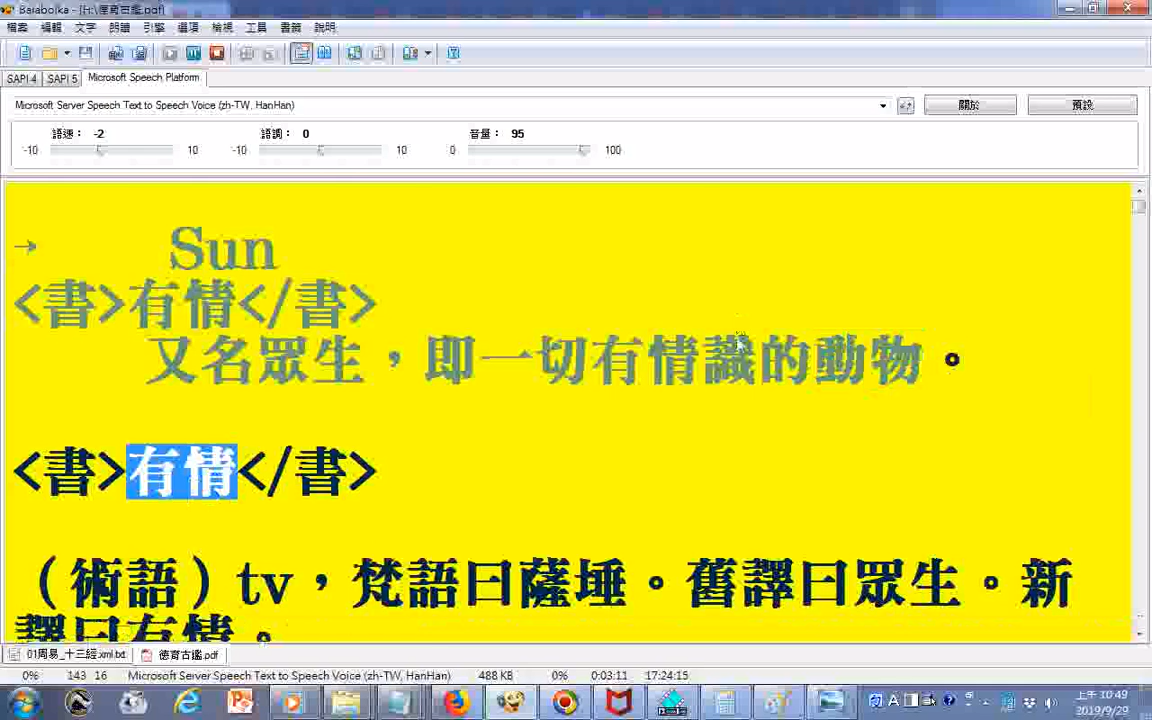 Balabolka - [H:\德育古鑑.pdf]
檔案 編輯 文字 朗讀 引擎 選項 檢視 工具 書籤 說明
SAPI 4 SAPI 5 Microsoft Speech Platform
Microsoft Server Speech Text to Speech Voice (zh-TW, HanHan) 關於 預設
語速： -2 語調： 0 音量： 95
-10 10 -10 10 0 100
→ Sun
<書>有情</書>
又名眾生，即一切有情識的動物。
<書>有情</書>
（術語）tv，梵語曰薩埵。舊譯曰眾生。新
譯曰有情。
01周易_十三經.xml.txt 德育古鑑.pdf
0% 143 16 Microsoft Server Speech Text to Speech Voice (zh-TW, HanHan) 488 KB 0% 0:03:11 17:24:15
上午 10:49
2019/9/29